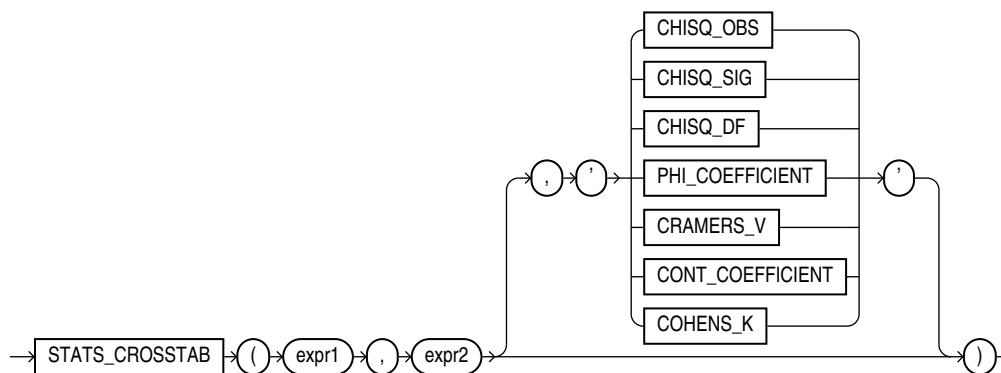 CHISQ_OBS
CHISQ_SIG
CHISQ_DF
, ' PHI_COEFFICIENT '
CRAMERS_V
CONT_COEFFICIENT
COHENS_K
STATS_CROSSTAB ( expr1 , expr2 )